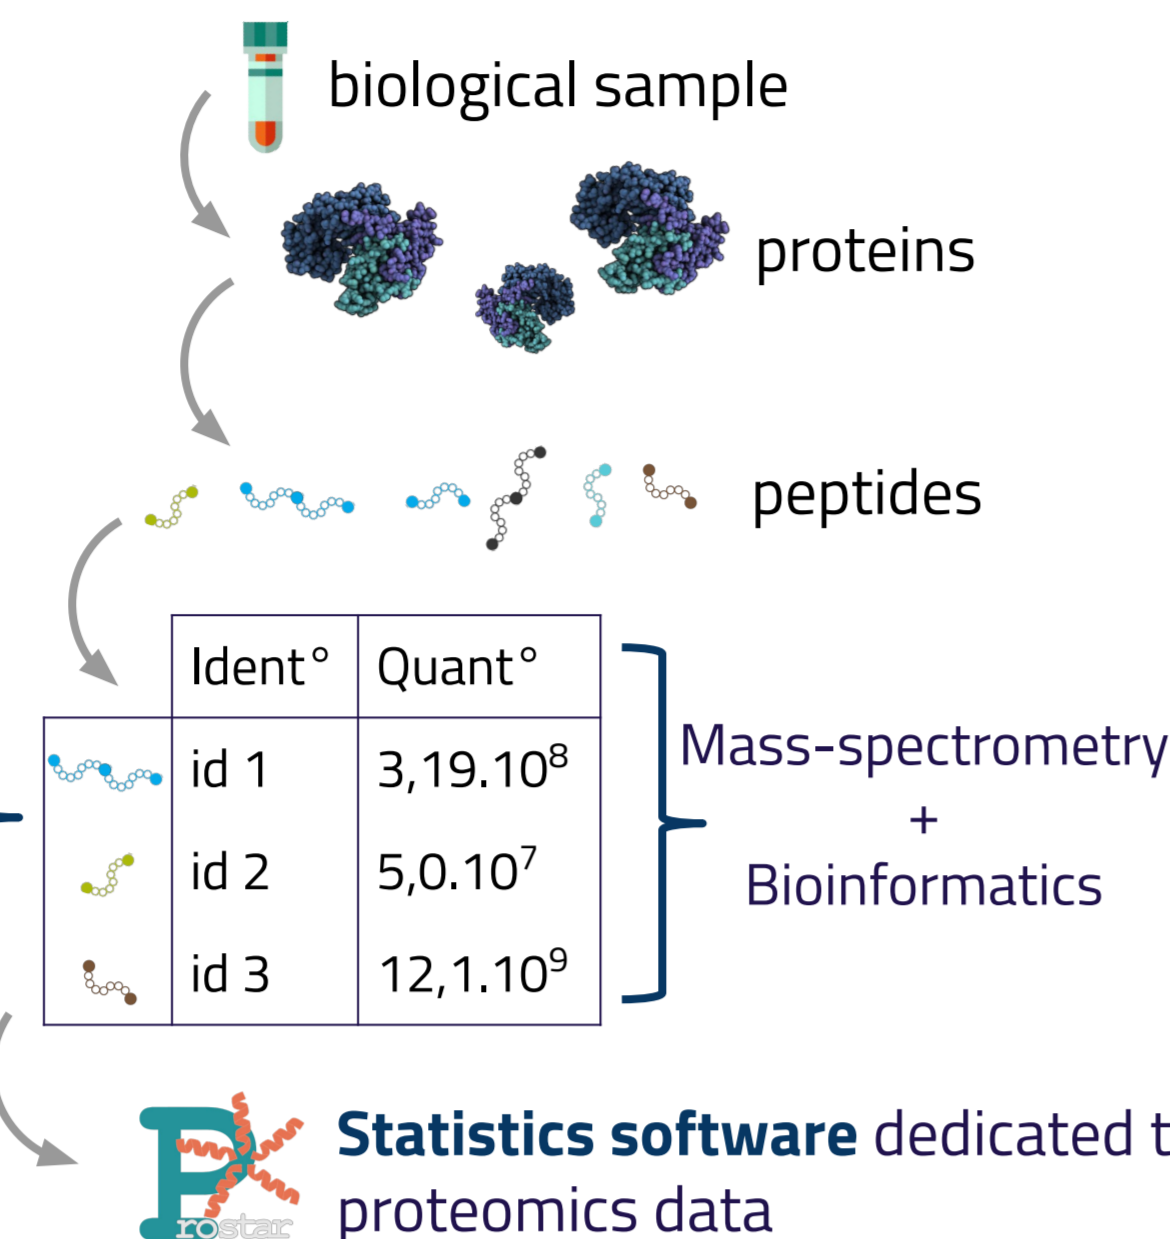 biological sample
proteins
peptides
Ident° Quant°
id 1 3,19.10⁸
id 2 5,0.10⁷
id 3 12,1.10⁹
Mass-spectrometry
+
Bioinformatics
Prostar
Statistics software dedicated t
proteomics data